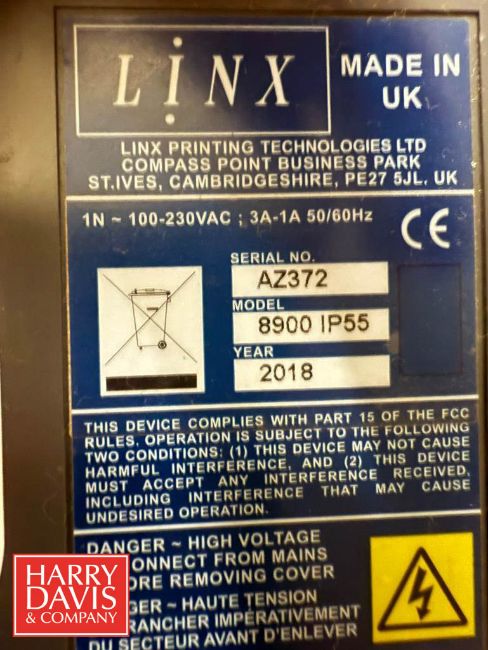 LINX
MADE IN
UK
LINX PRINTING TECHNOLOGIES LTD
COMPASS POINT BUSINESS PARK
ST.IVES, CAMBRIDGESHIRE, PE27 5JL, UK
1N ~ 100-230VAC ; 3A-1A 50/60Hz
CE
SERIAL NO.
AZ372
MODEL
8900 IP55
YEAR
2018
THIS DEVICE COMPLIES WITH PART 15 OF THE FCC
RULES. OPERATION IS SUBJECT TO THE FOLLOWING
TWO CONDITIONS: (1) THIS DEVICE MAY NOT CAUSE
HARMFUL INTERFERENCE, AND (2) THIS DEVICE
MUST ACCEPT ANY INTERFERENCE RECEIVED,
INCLUDING INTERFERENCE THAT MAY CAUSE
UNDESIRED OPERATION.
DANGER ~ HIGH VOLTAGE
CONNECT FROM MAINS
ORE REMOVING COVER
GER ~ HAUTE TENSION
RANCHER IMPÉRATIVEMENT
DU SECTEUR AVANT D'ENLEVER
HARRY
DAVIS
& COMPANY